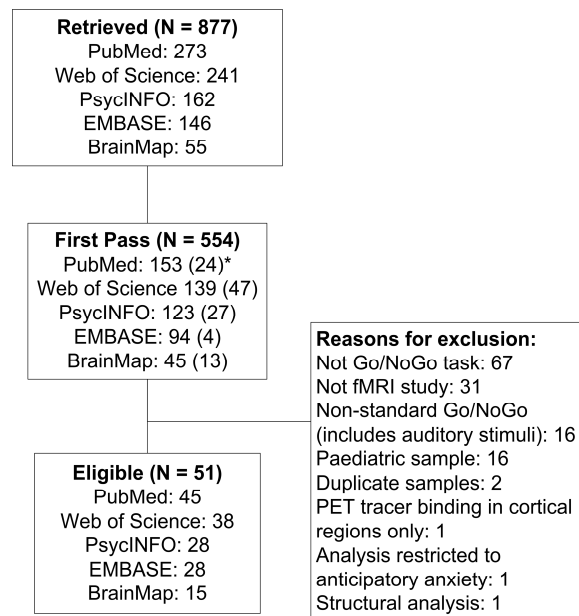 Retrieved (N = 877)
PubMed: 273
Web of Science: 241
PsycINFO: 162
EMBASE: 146
BrainMap: 55
First Pass (N = 554)
PubMed: 153 (24)*
Web of Science 139 (47)
PsycINFO: 123 (27)
EMBASE: 94 (4)
BrainMap: 45 (13)
Reasons for exclusion:
Not Go/NoGo task: 67
Not fMRI study: 31
Non-standard Go/NoGo
(includes auditory stimuli): 16
Paediatric sample: 16
Duplicate samples: 2
PET tracer binding in cortical
regions only: 1
Analysis restricted to
anticipatory anxiety: 1
Structural analysis: 1
Eligible (N = 51)
PubMed: 45
Web of Science: 38
PsycINFO: 28
EMBASE: 28
BrainMap: 15